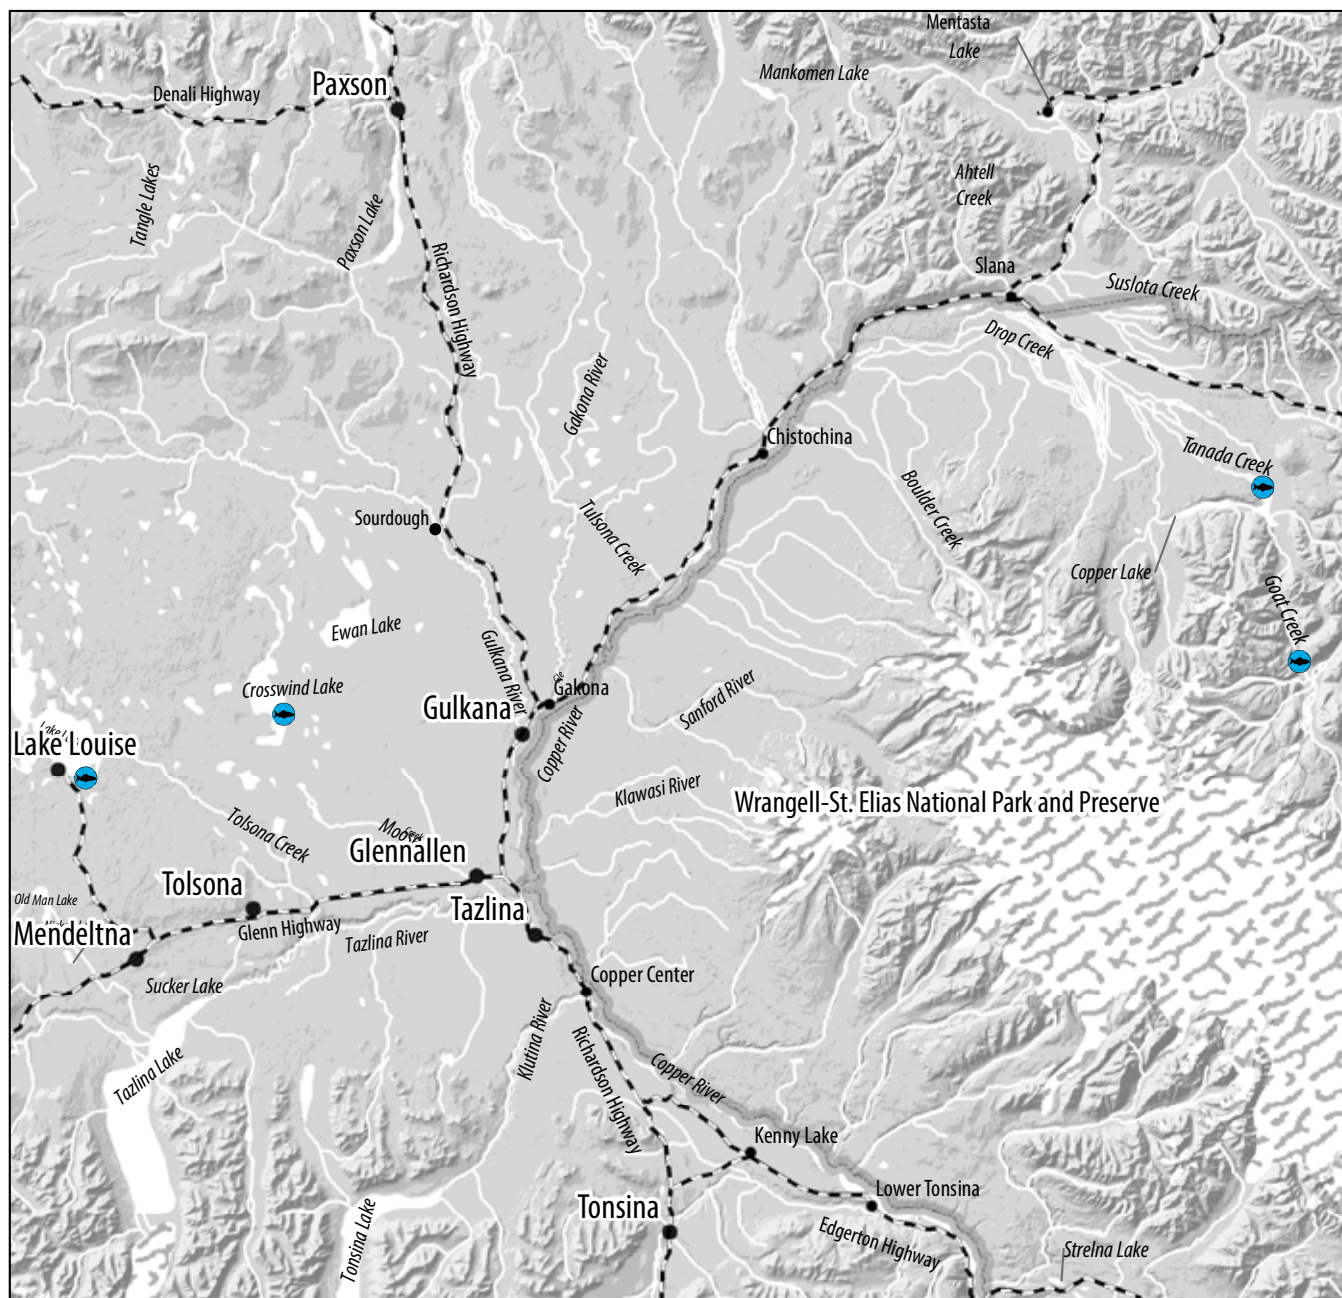 Mentasta
Lake
Mankomen Lake
Denali Highway
Paxson
Tangle Lakes
Paxson Lake
Ahtell
Creek
Slana
Suslota Creek
Drop Creek
Richardson Highway
Gakona River
Chistochina
Tanada Creek
Boulder Creek
Sourdough
Tulsona Creek
Copper Lake
Goat Creek
Ewan Lake
Gulkana River
Crosswind Lake
Gakona
Gulkana
Sanford River
Copper River
Lake Louise
Klawasi River
Wrangell-St. Elias National Park and Preserve
Tolsona Creek
Moose
Creek
Glennallen
Tolsona
Old Man Lake
Tazlina
Mendeltna
Glenn Highway
Tazlina River
Sucker Lake
Copper Center
Klutina River
Richardson Highway
Tazlina Lake
Copper River
Kenny Lake
Tonsina
Lower Tonsina
Edgerton Highway
Tonsina Lake
Strelna Lake